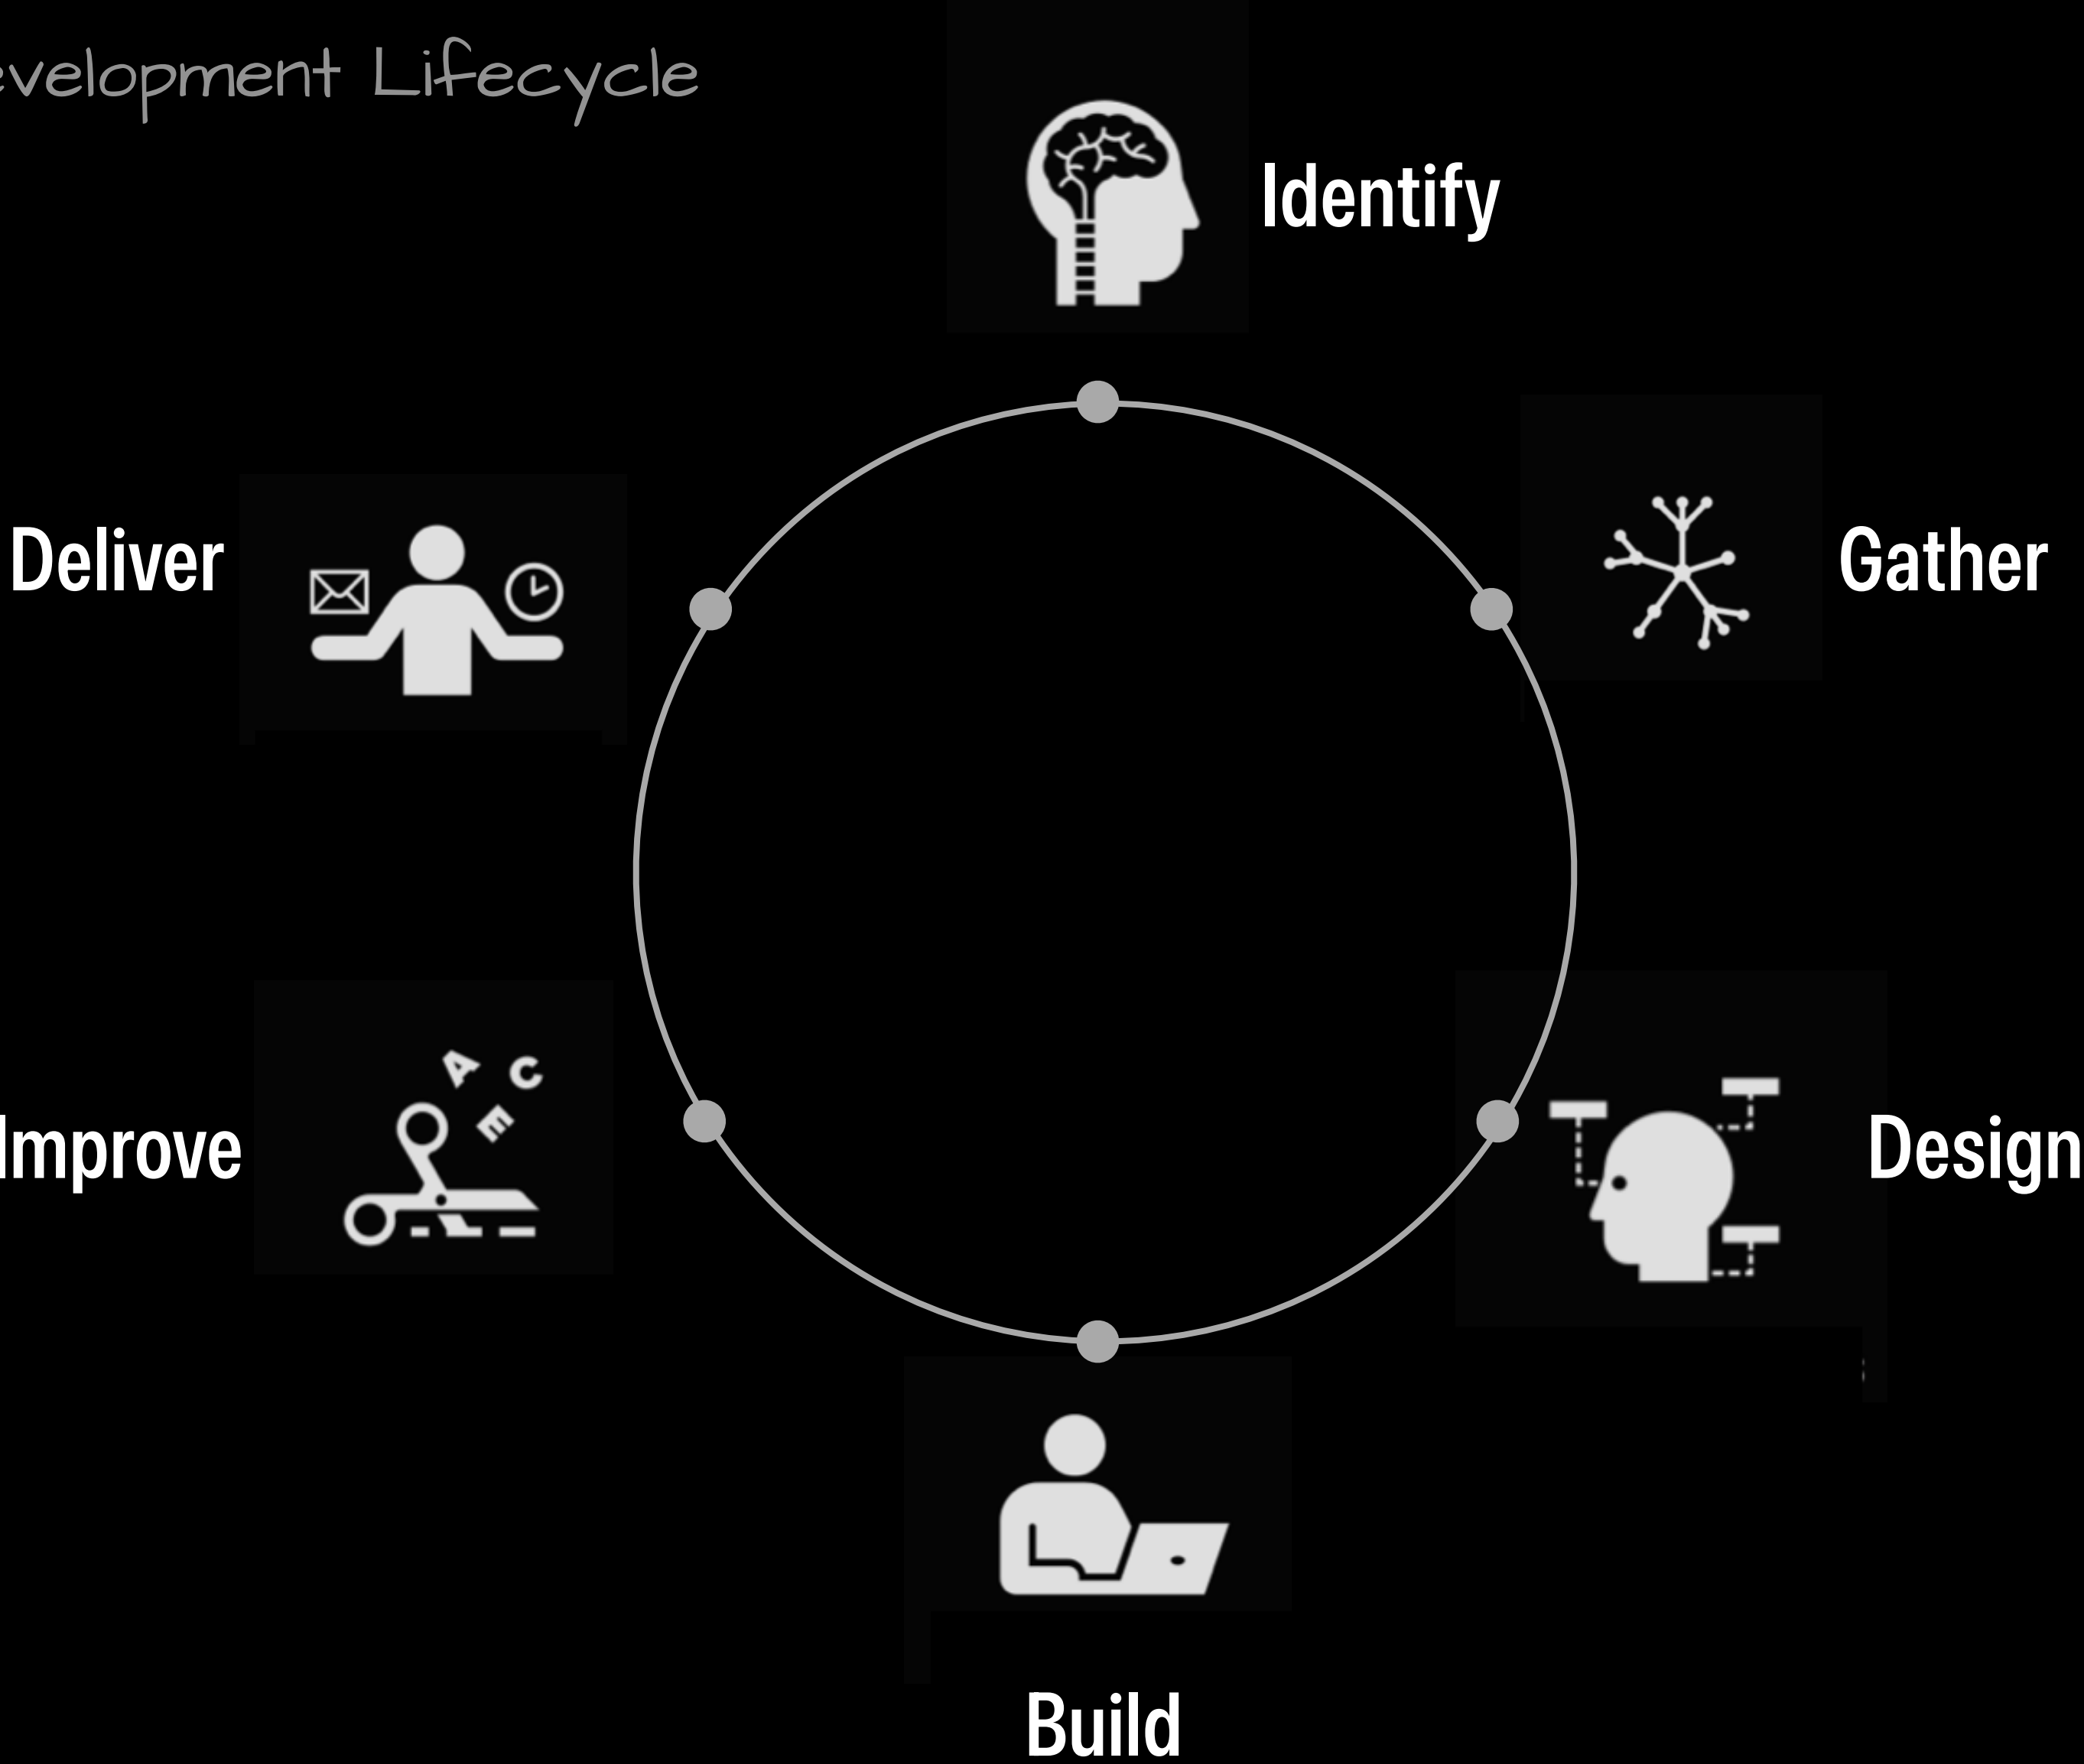 evelopment Lifecycle
Identify
Gather
Deliver
Design
Improve
A C
E
Build